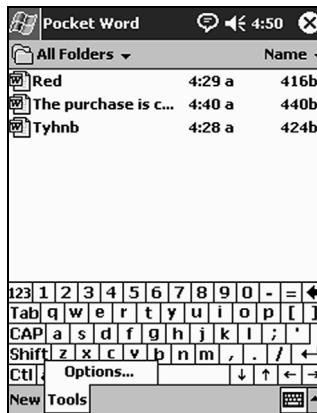 Pocket Word 4:50
All Folders Name
Red 4:29 a 416b
The purchase is c... 4:40 a 440b
Tyhnb 4:28 a 424b
123 1 2 3 4 5 6 7 8 9 0 - =
Tab q w e r t y u i o p [ ]
CAP a s d f g h j k l ; '
Shift z x c v b n m , . /
Ctl
Options...
New Tools